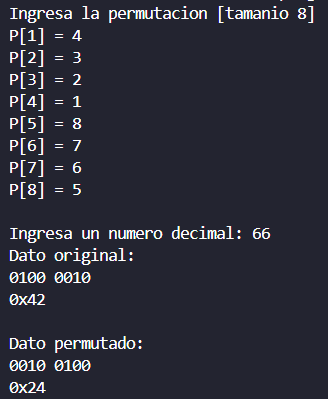 Ingresa la permutacion [tamanio 8]
P[1] = 4
P[2] = 3
P[3] = 2
P[4] = 1
P[5] = 8
P[6] = 7
P[7] = 6
P[8] = 5
Ingresa un numero decimal: 66
Dato original:
0100 0010
0x42
Dato permutado:
0010 0100
0x24